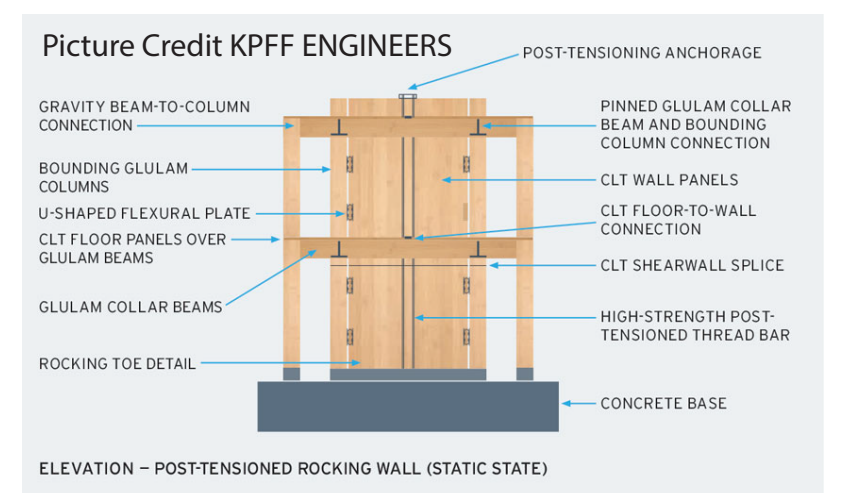 Picture Credit KPFF ENGINEERS
POST-TENSIONING ANCHORAGE
GRAVITY BEAM-TO-COLUMN
CONNECTION
BOUNDING GLULAM
COLUMNS
U-SHAPED FLEXURAL PLATE
CLT FLOOR PANELS OVER
GLULAM BEAMS
GLULAM COLLAR BEAMS
ROCKING TOE DETAIL
PINNED GLULAM COLLAR
BEAM AND BOUNDING
COLUMN CONNECTION
CLT WALL PANELS
CLT FLOOR-TO-WALL
CONNECTION
CLT SHEARWALL SPLICE
HIGH-STRENGTH POST-
TENSIONED THREAD BAR
CONCRETE BASE
ELEVATION – POST-TENSIONED ROCKING WALL (STATIC STATE)